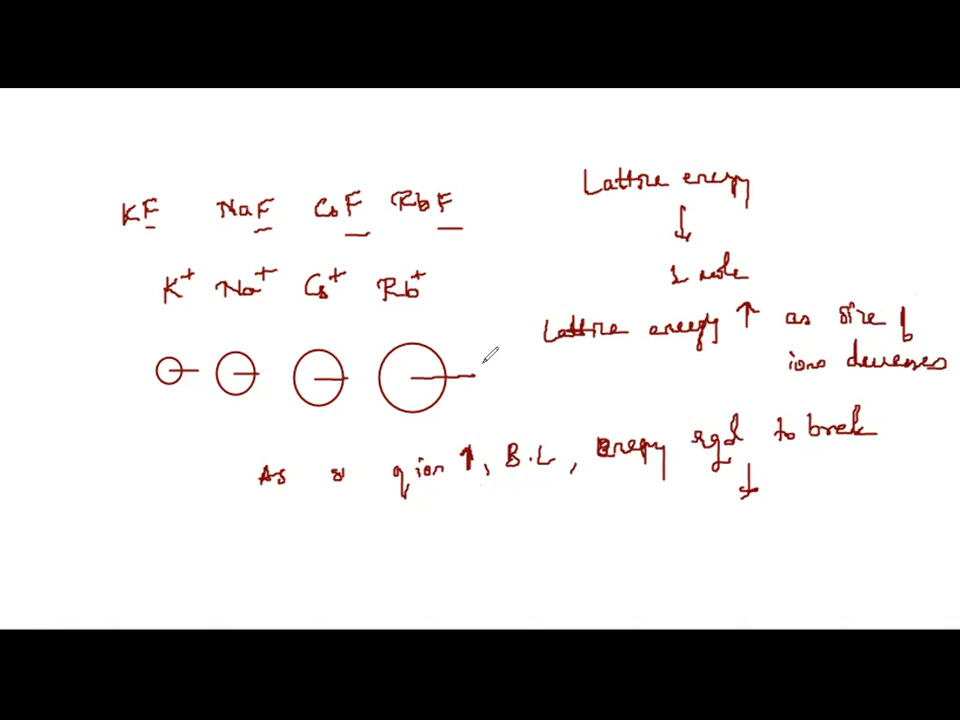 KF NaF CsF RbF
K+ Na+ Cs+ Rb+
Lattice energy
↓
1 mole
Lattice energy ↑ as size of
ions decreases
As of ion ↑, B.L, energy rqd to break
↓